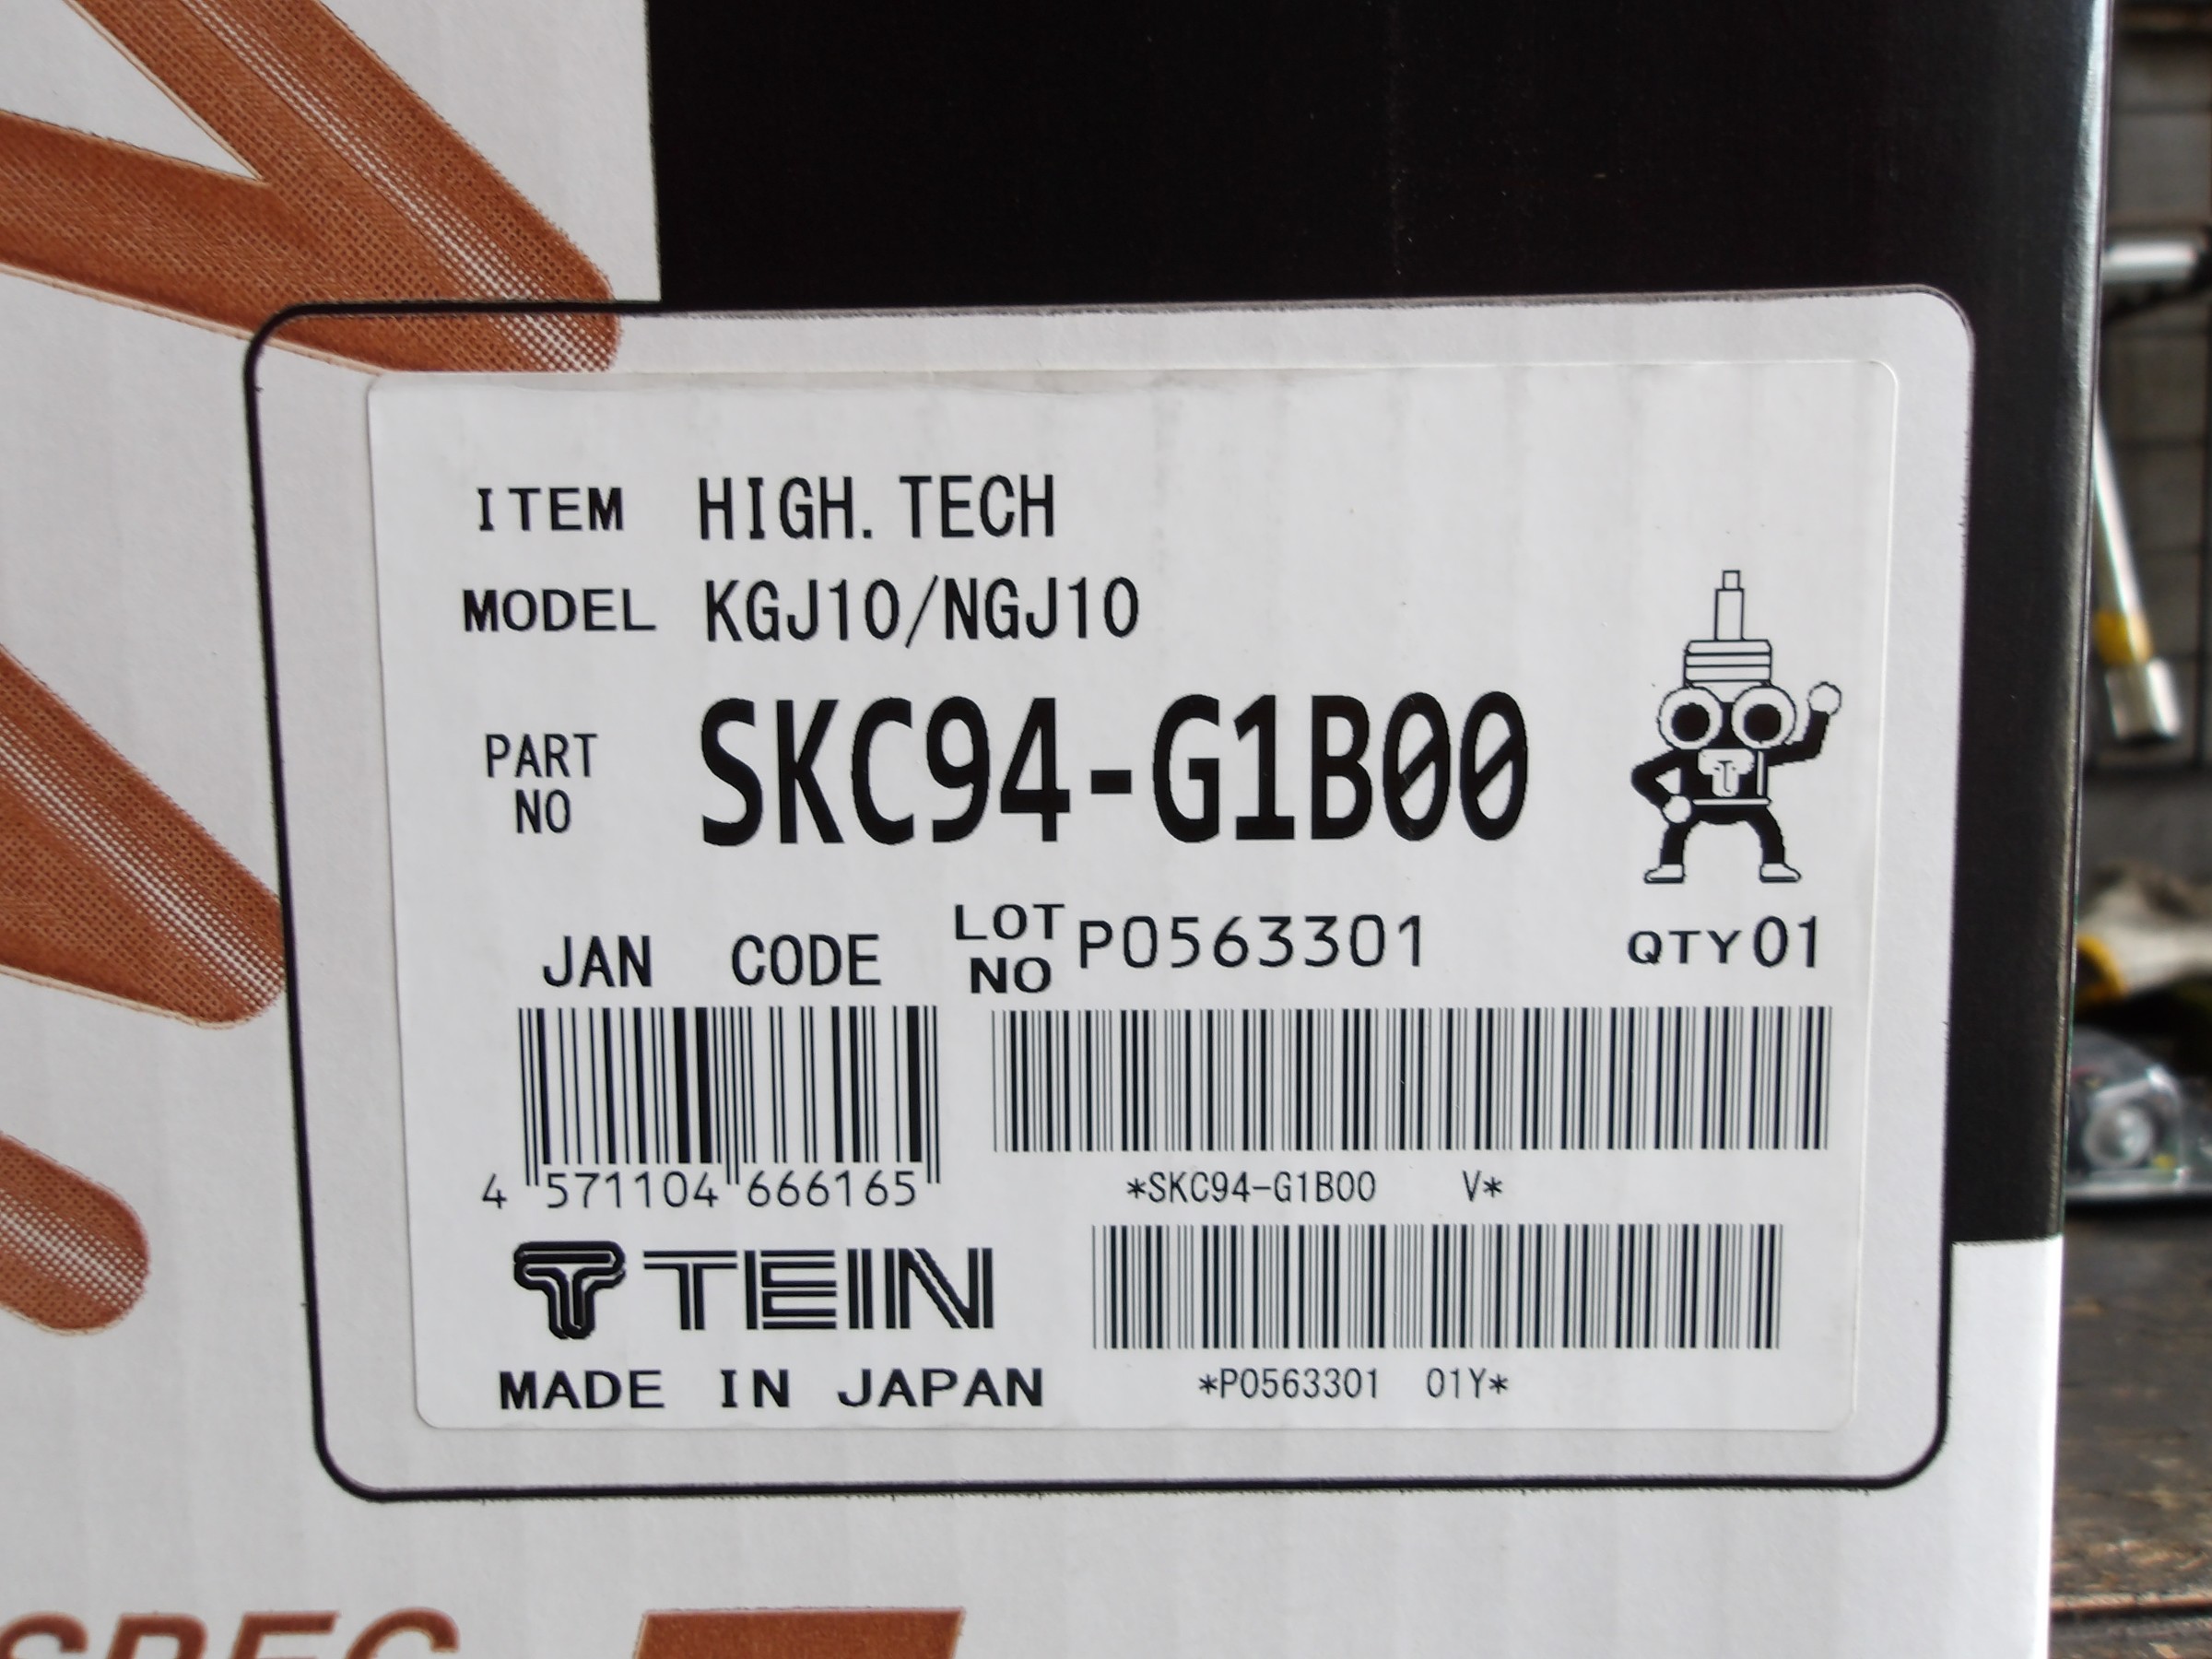 ITEM HIGH. TECH
MODEL KGJ10/NGJ10
PART NO SKC94-G1B00
JAN CODE
LOT NO P0563301
QTY 01
4 571104 666165
*SKC94-G1B00 V*
TEIN
*P0563301 01Y*
MADE IN JAPAN
SPEC